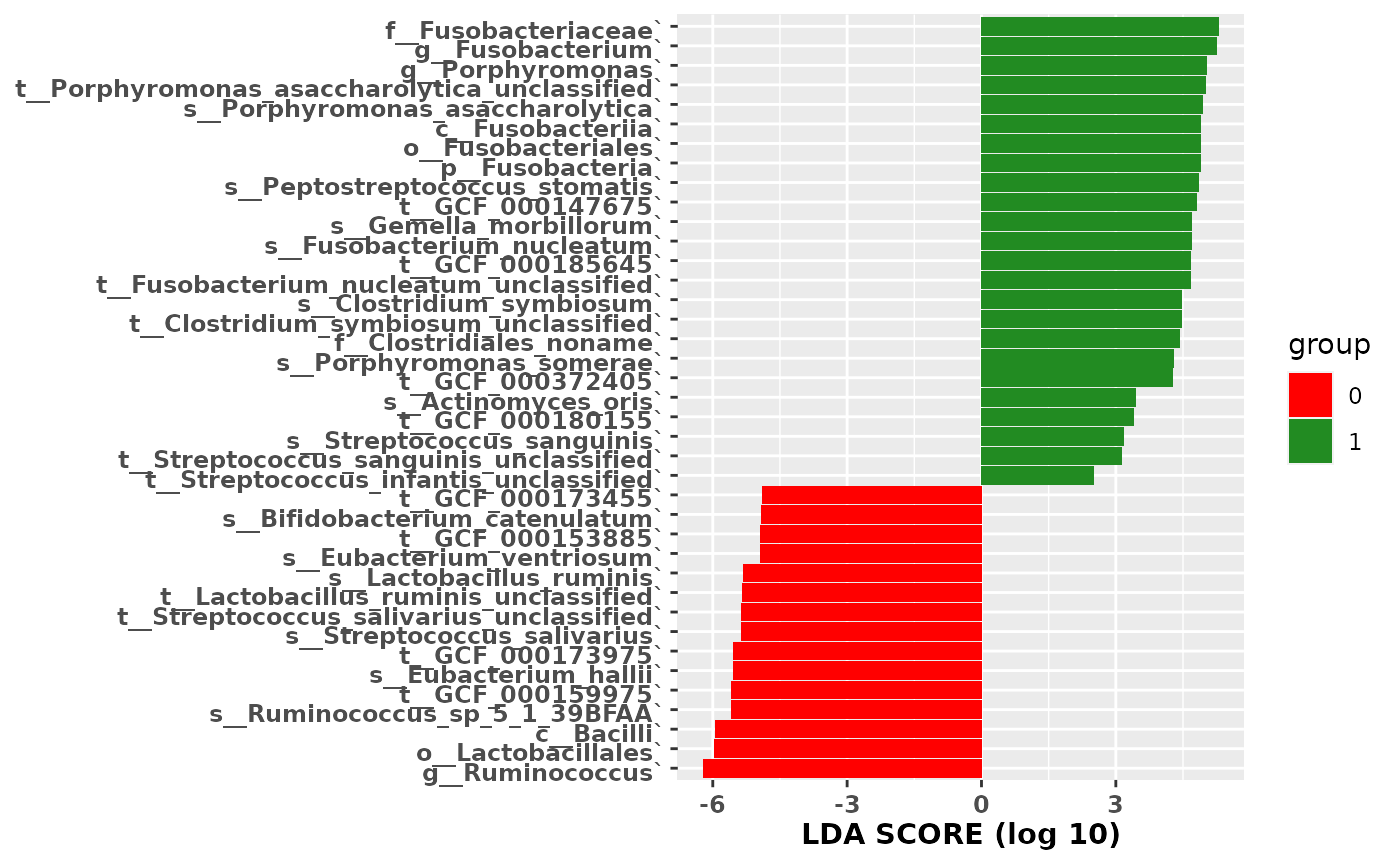 f__Fusobacteriaceae`
g__Fusobacterium`
g__Porphyromonas`
t__Porphyromonas_asaccharolytica_unclassified`
s__Porphyromonas_asaccharolytica`
c__Fusobacteriia`
o__Fusobacteriales`
p__Fusobacteria`
s__Peptostreptococcus_stomatis`
t__GCF_000147675`
s__Gemella_morbillorum`
s__Fusobacterium_nucleatum`
t__GCF_000185645`
t__Fusobacterium_nucleatum_unclassified`
s__Clostridium_symbiosum`
t__Clostridium_symbiosum_unclassified`
f__Clostridiales_noname`
s__Porphyromonas_somerae`
t__GCF_000372405`
s__Actinomyces_oris`
t__GCF_000180155`
s__Streptococcus_sanguinis`
t__Streptococcus_sanguinis_unclassified`
t__Streptococcus_infantis_unclassified`
t__GCF_000173455`
s__Bifidobacterium_catenulatum`
t__GCF_000153885`
s__Eubacterium_ventriosum`
s__Lactobacillus_ruminis`
t__Lactobacillus_ruminis_unclassified`
t__Streptococcus_salivarius_unclassified`
s__Streptococcus_salivarius`
t__GCF_000173975`
s__Eubacterium_hallii`
t__GCF_000159975`
s__Ruminococcus_sp_5_1_39BFAA`
c__Bacilli`
o__Lactobacillales`
g__Ruminococcus`
-6 -3 0 3
LDA SCORE (log 10)
group
0
1